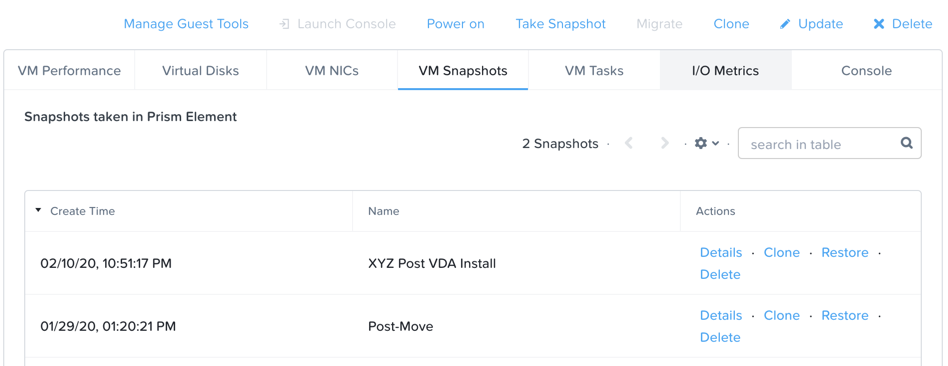 Manage Guest Tools Launch Console Power on Take Snapshot Migrate Clone Update Delete
VM Performance Virtual Disks VM NICs VM Snapshots VM Tasks I/O Metrics Console
Snapshots taken in Prism Element
2 Snapshots · · · search in table
Create Time Name Actions
02/10/20, 10:51:17 PM XYZ Post VDA Install Details · Clone · Restore ·
Delete
01/29/20, 01:20:21 PM Post-Move Details · Clone · Restore ·
Delete